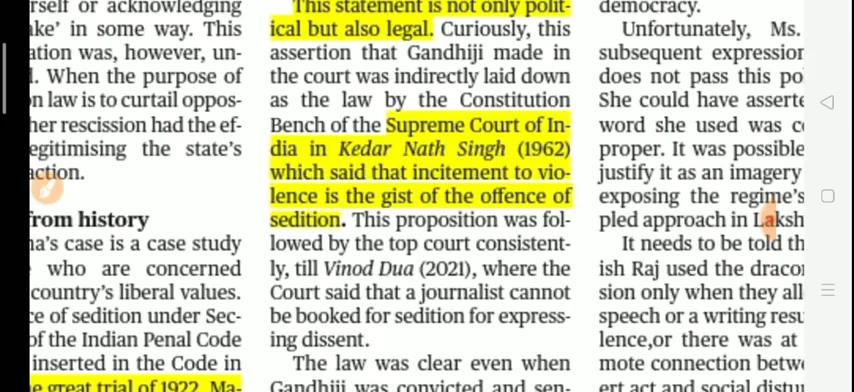 rself or acknowledging
ke’ in some way. This
ation was, however, un-
. When the purpose of
n law is to curtail oppos-
her rescission had the ef-
egitimising the state’s
action.
from history
na’s case is a case study
who are concerned
country’s liberal values.
ce of sedition under Sec-
of the Indian Penal Code
inserted in the Code in
e great trial of 1922, Ma-
This statement is not only polit-
ical but also legal. Curiously, this
assertion that Gandhiji made in
the court was indirectly laid down
as the law by the Constitution
Bench of the Supreme Court of In-
dia in Kedar Nath Singh (1962)
which said that incitement to vio-
lence is the gist of the offence of
sedition. This proposition was fol-
lowed by the top court consistent-
ly, till Vinod Dua (2021), where the
Court said that a journalist cannot
be booked for sedition for express-
ing dissent.
The law was clear even when
Gandhiji was convicted and sen-
democracy.
Unfortunately, Ms.
subsequent expression
does not pass this po
She could have asserte
word she used was c
proper. It was possible
justify it as an imagery
exposing the regime’s
pled approach in Laksh
It needs to be told th
ish Raj used the draco
sion only when they all
speech or a writing resu
lence,or there was at
mote connection betw
ert act and social distu